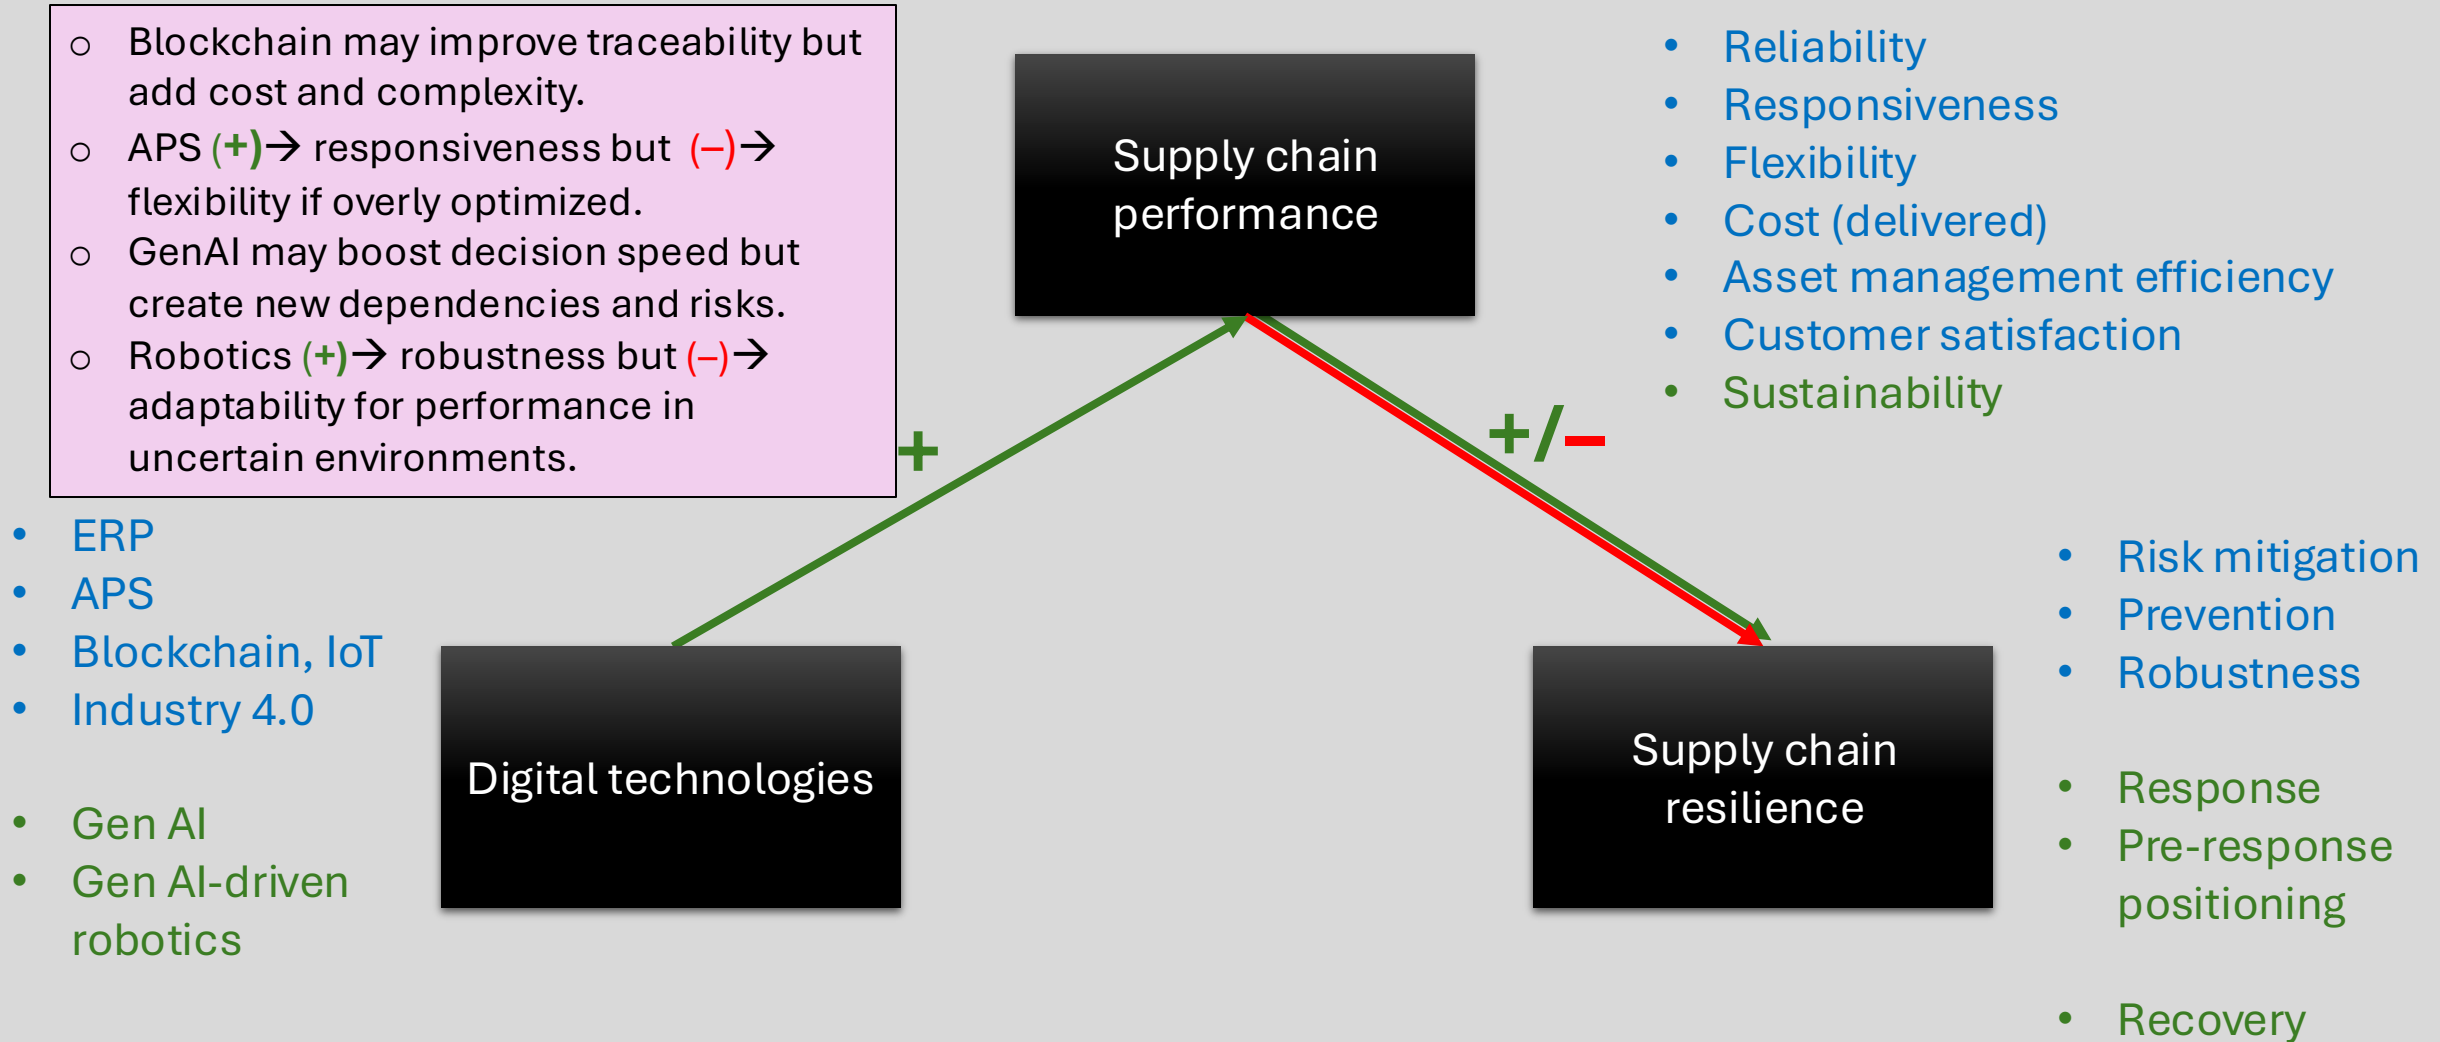 ○ Blockchain may improve traceability but
add cost and complexity.
○ APS (+)→ responsiveness but (–)→
flexibility if overly optimized.
○ GenAI may boost decision speed but
create new dependencies and risks.
○ Robotics (+)→ robustness but (–)→
adaptability for performance in
uncertain environments.
Supply chain
performance
• Reliability
• Responsiveness
• Flexibility
• Cost (delivered)
• Asset management efficiency
• Customer satisfaction
• Sustainability
+
+/–
• ERP
• APS
• Blockchain, IoT
• Industry 4.0
• Gen AI
• Gen AI-driven
robotics
Digital technologies
Supply chain
resilience
• Risk mitigation
• Prevention
• Robustness
• Response
• Pre-response
positioning
• Recovery